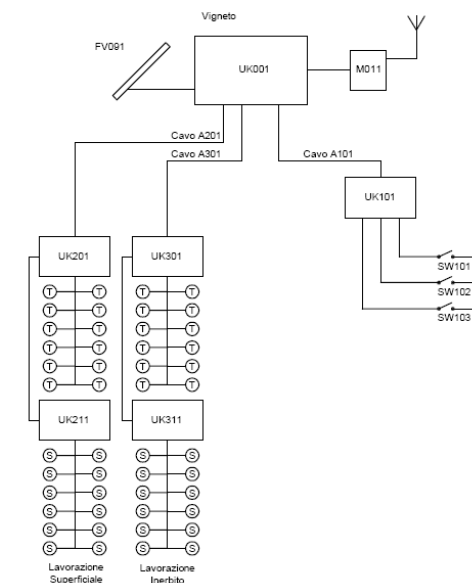 Vigneto
FV091
UK001
M011
Cavo A201
Cavo A301
Cavo A101
UK101
UK201
UK301
SW101
SW102
SW103
T T T T
T T T T
T T T T
T T T T
T T T T
T T T T
UK211
UK311
S S S S
S S S S
S S S S
S S S S
S S S S
S S S S
Lavorazione
Superficiale
Lavorazione
Inerbito